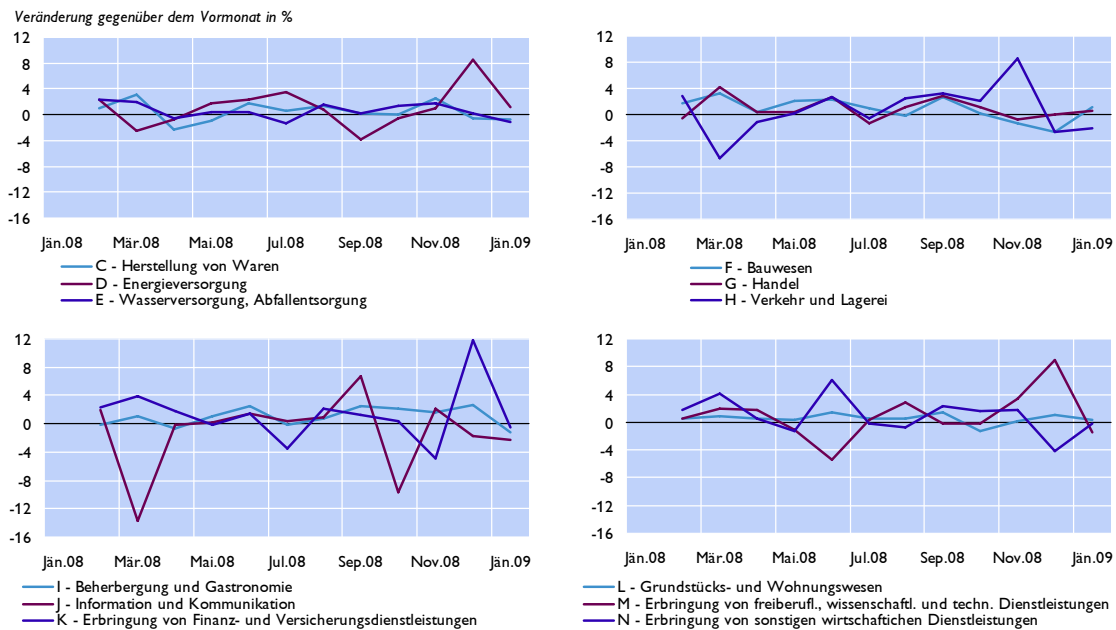 Veränderung gegenüber dem Vormonat in %
12
8
4
0
-4
-8
-12
-16
Jän.08 Mär.08 Mai.08 Jul.08 Sep.08 Nov.08 Jän.09
C - Herstellung von Waren
D - Energieversorgung
E - Wasserversorgung, Abfallentsorgung
12
8
4
0
-4
-8
-12
-16
Jän.08 Mär.08 Mai.08 Jul.08 Sep.08 Nov.08 Jän.09
F - Bauwesen
G - Handel
H - Verkehr und Lagerei
12
8
4
0
-4
-8
-12
-16
Jän.08 Mär.08 Mai.08 Jul.08 Sep.08 Nov.08 Jän.09
I - Beherbergung und Gastronomie
J - Information und Kommunikation
K - Erbringung von Finanz- und Versicherungsdienstleistungen
12
8
4
0
-4
-8
-12
-16
Jän.08 Mär.08 Mai.08 Jul.08 Sep.08 Nov.08 Jän.09
L - Grundstücks- und Wohnungswesen
M - Erbringung von freiberufl., wissenschaftl. und techn. Dienstleistungen
N - Erbringung von sonstigen wirtschaftichen Dienstleistungen